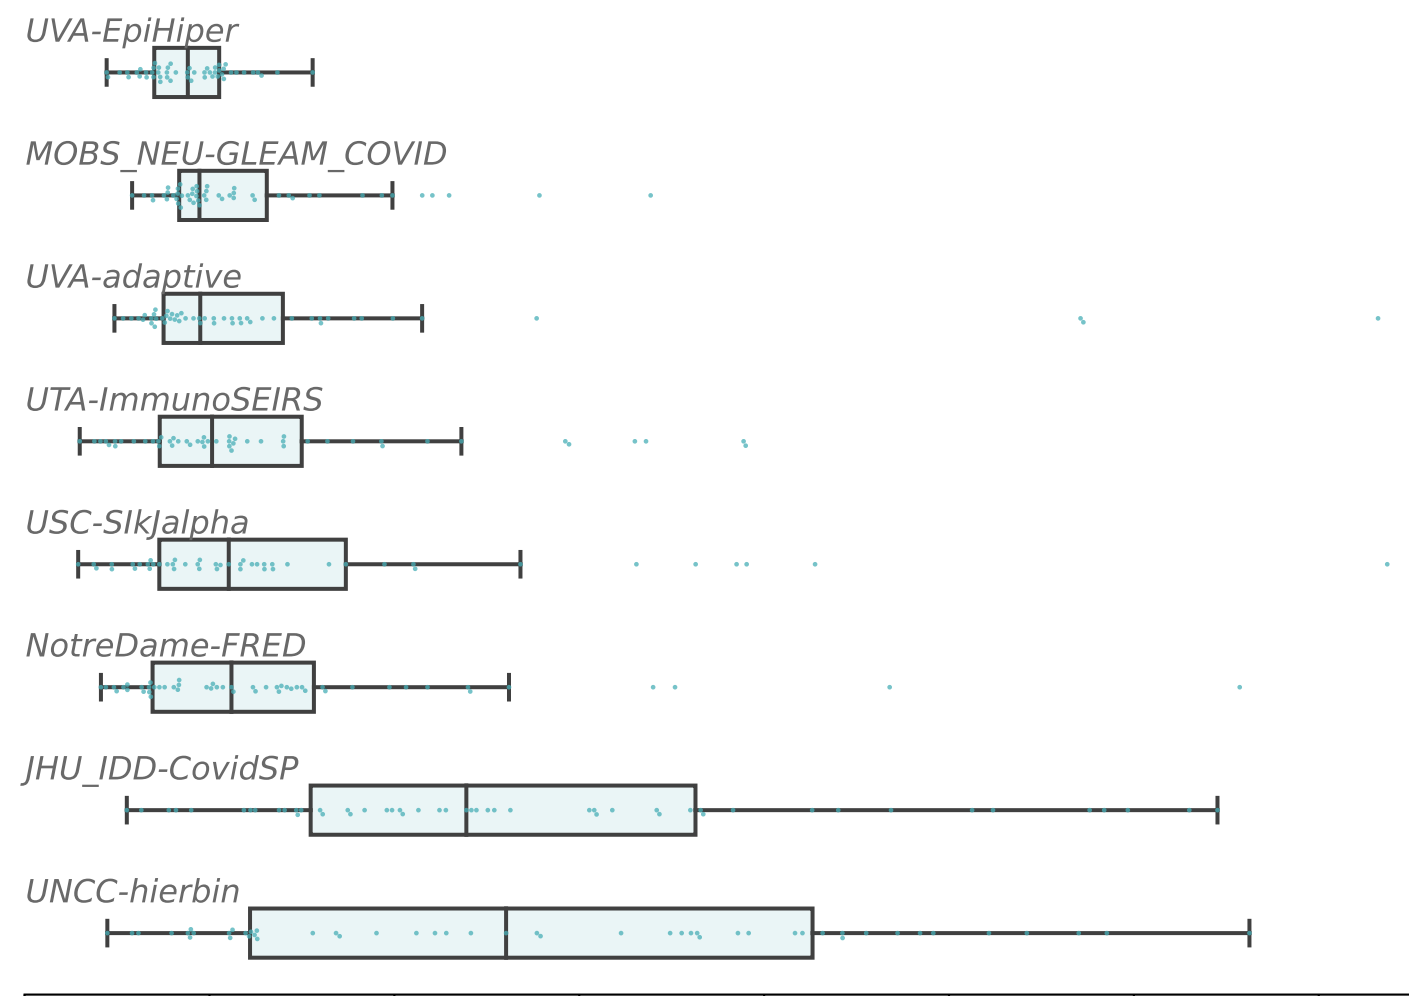 UVA-EpiHiper
MOBS_NEU-GLEAM_COVID
UVA-adaptive
UTA-ImmunoSEIRS
USC-SIkJalpha
NotreDame-FRED
JHU_IDD-CovidSP
UNCC-hierbin